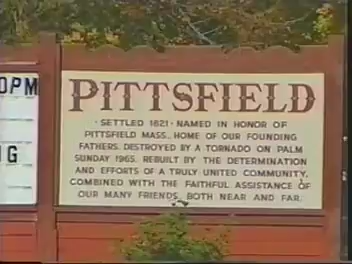 PITTSFIELD
· SETTLED 1821 · NAMED IN HONOR OF
PITTSFIELD MASS., HOME OF OUR FOUNDING
FATHERS. DESTROYED BY A TORNADO ON PALM
SUNDAY 1965. REBUILT BY THE DETERMINATION
AND EFFORTS OF A TRULY UNITED COMMUNITY,
COMBINED WITH THE FAITHFUL ASSISTANCE OF
OUR MANY FRIENDS, BOTH NEAR AND FAR.
0PM
G